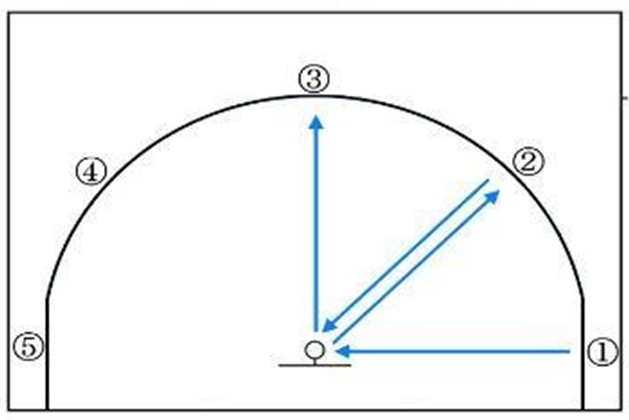 ③
④ ②
⑤ ①